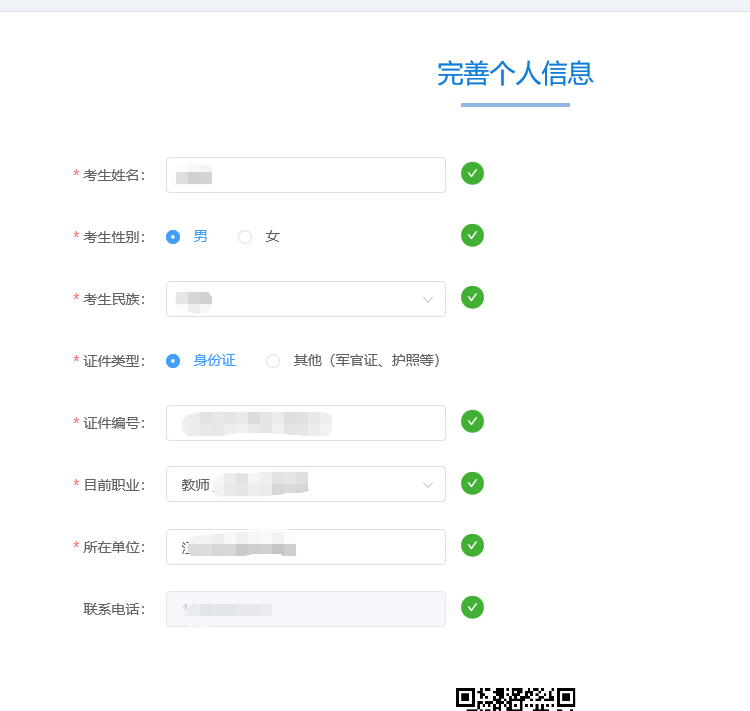 完善个人信息
* 考生姓名：
* 考生性别： 男 女
* 考生民族：
* 证件类型： 身份证 其他（军官证、护照等）
* 证件编号：
* 目前职业： 教师
* 所在单位：
联系电话：